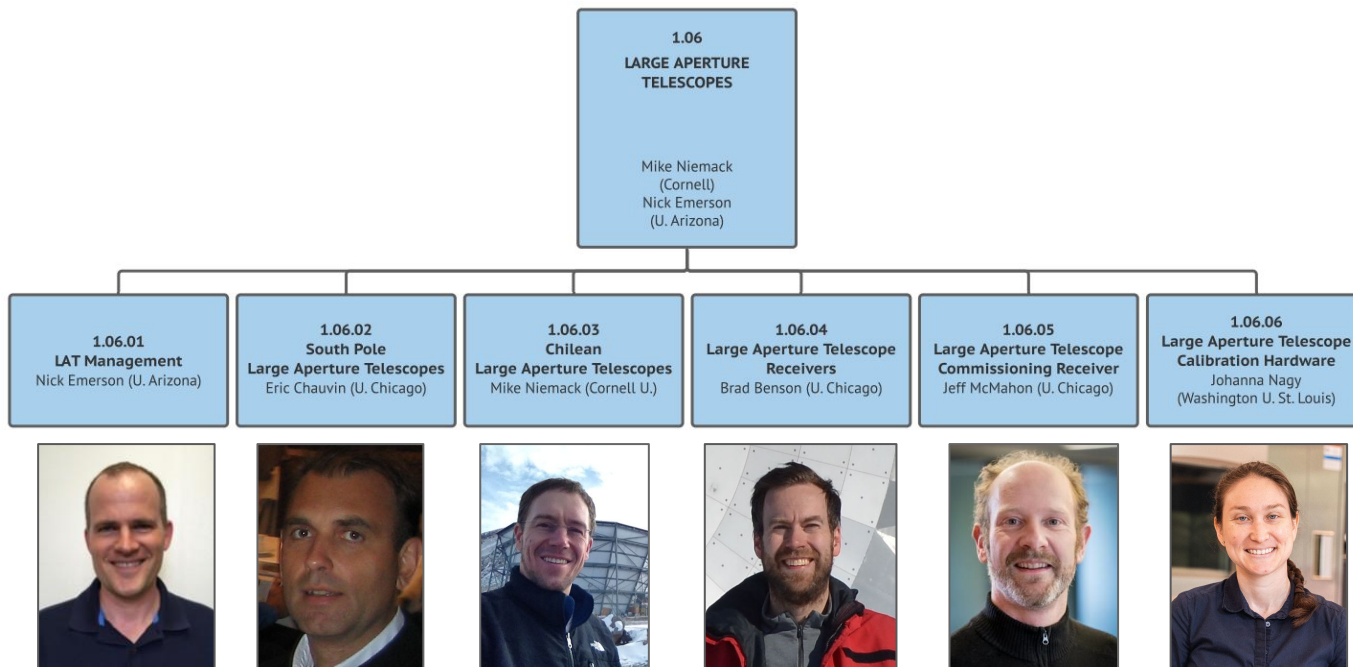 1.06
LARGE APERTURE
TELESCOPES
Mike Niemack
(Cornell)
Nick Emerson
(U. Arizona)
1.06.01
LAT Management
Nick Emerson (U. Arizona)
1.06.02
South Pole
Large Aperture Telescopes
Eric Chauvin (U. Chicago)
1.06.03
Chilean
Large Aperture Telescopes
Mike Niemack (Cornell U.)
1.06.04
Large Aperture Telescope
Receivers
Brad Benson (U. Chicago)
1.06.05
Large Aperture Telescope
Commissioning Receiver
Jeff McMahon (U. Chicago)
1.06.06
Large Aperture Telescope
Calibration Hardware
Johanna Nagy
(Washington U. St. Louis)